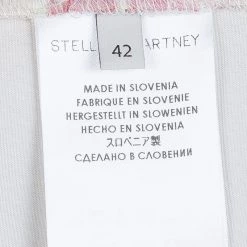 STELL
CARTNEY
42
MADE IN SLOVENIA
FABRIQUE EN SLOVENIE
HERGESTELLT IN SLOWENIEN
HECHO EN SLOVENIA
スロベニア製
СДЕЛАНО В СЛОВЕНИИ